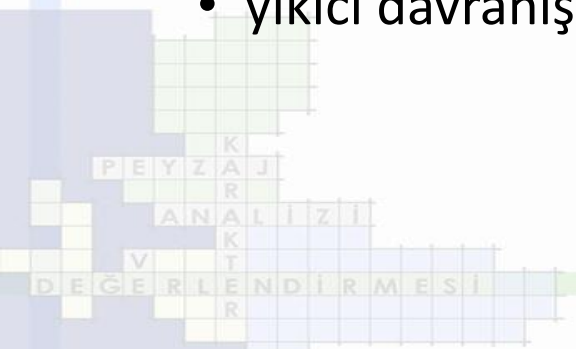 • yıkıcı davranış
K
PEYZAJ
R
ANALİZİ
K
V T
DEĞERLENDİRMESİ
R